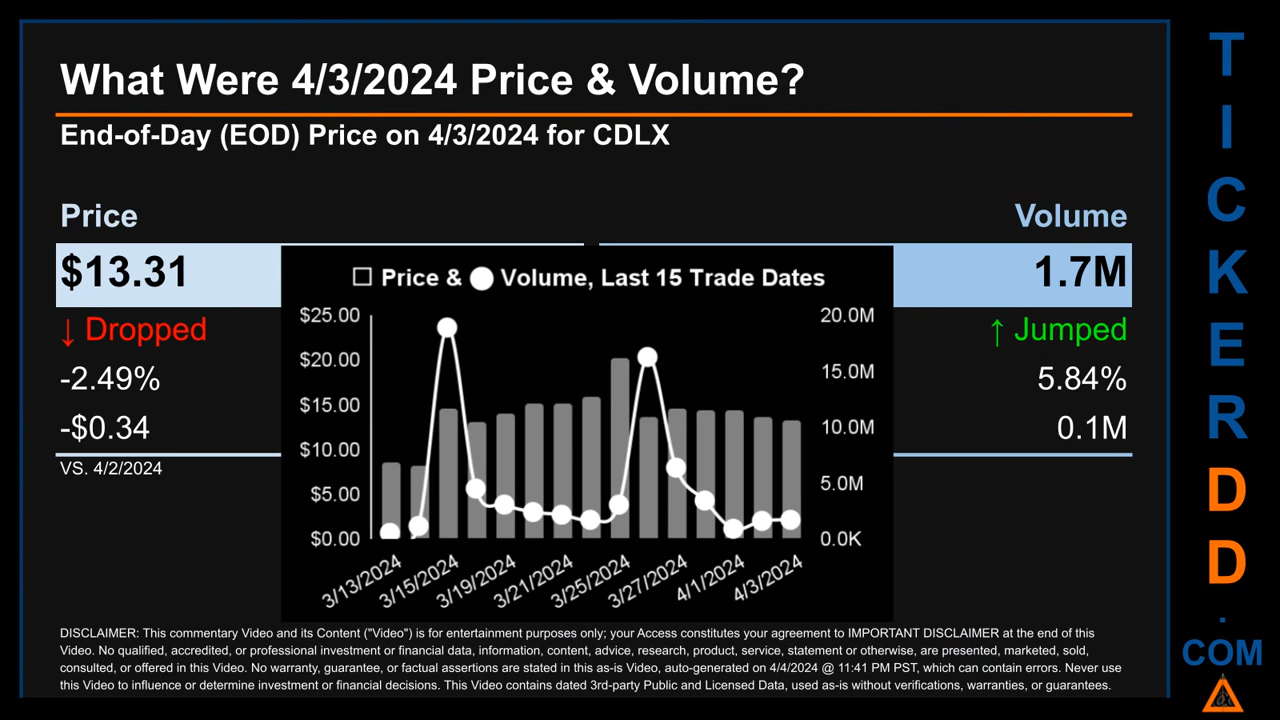 What Were 4/3/2024 Price & Volume?
End-of-Day (EOD) Price on 4/3/2024 for CDLX
Price
Volume
$13.31
1.7M
↓ Dropped
↑ Jumped
-2.49%
5.84%
-$0.34
0.1M
VS. 4/2/2024
Price & Volume, Last 15 Trade Dates
$25.00
$20.00
$15.00
$10.00
$5.00
$0.00
20.0M
15.0M
10.0M
5.0M
0.0K
3/13/2024
3/15/2024
3/19/2024
3/21/2024
3/25/2024
3/27/2024
4/1/2024
4/3/2024
DISCLAIMER: This commentary Video and its Content ("Video") is for entertainment purposes only; your Access constitutes your agreement to IMPORTANT DISCLAIMER at the end of this
Video. No qualified, accredited, or professional investment or financial data, information, content, advice, research, product, service, statement or otherwise, are presented, marketed, sold,
consulted, or offered in this Video. No warranty, guarantee, or factual assertions are stated in this as-is Video, auto-generated on 4/4/2024 @ 11:41 PM PST, which can contain errors. Never use
this Video to influence or determine investment or financial decisions. This Video contains dated 3rd-party Public and Licensed Data, used as-is without verifications, warranties, or guarantees.
T
I
C
K
E
R
D
D
.
COM